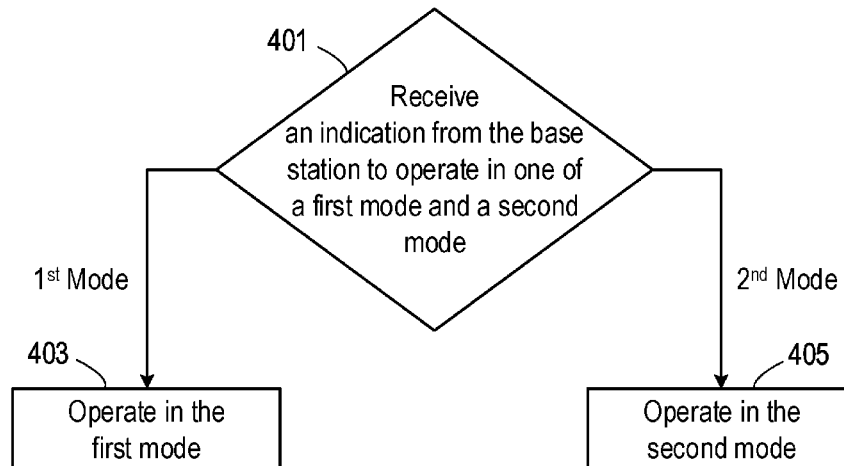 401
Receive
an indication from the base
station to operate in one of
a first mode and a second
mode
1st Mode
2nd Mode
403
405
Operate in the
first mode
Operate in the
second mode